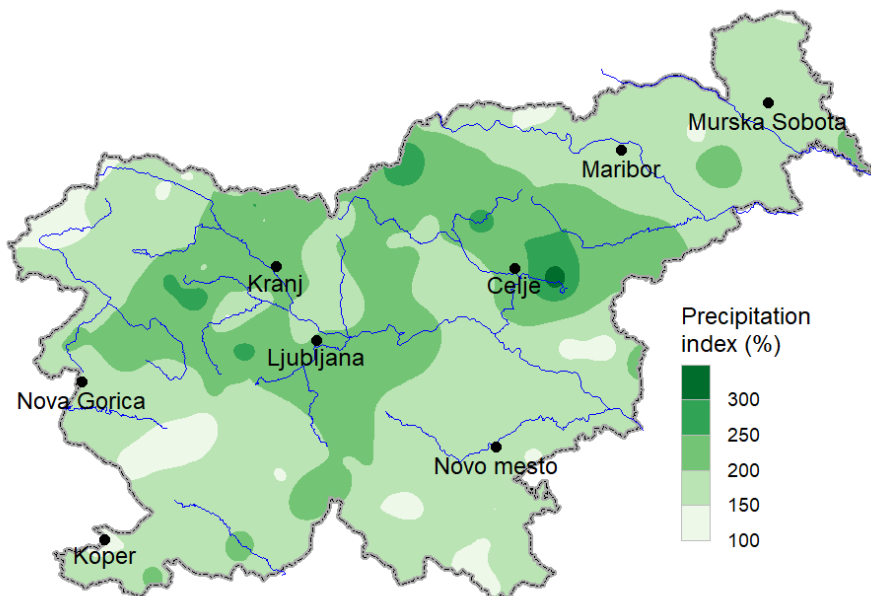 Murska Sobota
Maribor
Kranj
Celje
Ljubljana
Nova Gorica
Novo mesto
Koper
Precipitation
index (%)
300
250
200
150
100